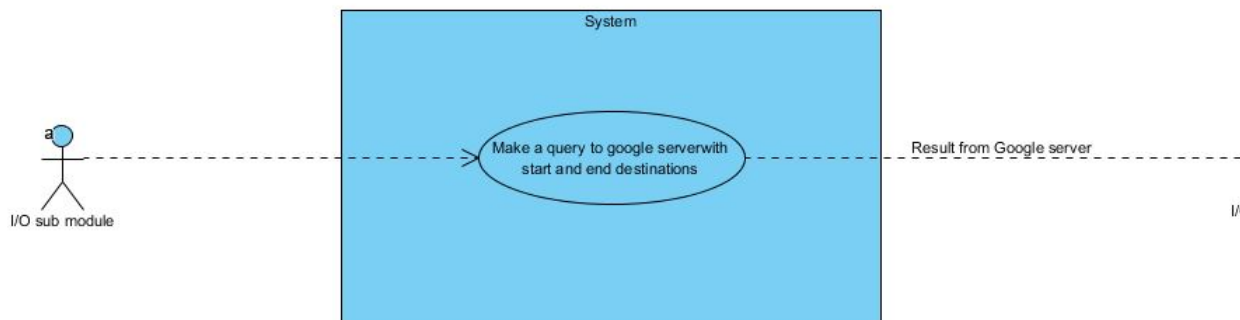 System
a
Make a query to google serverwith
start and end destinations
Result from Google server
I/O sub module